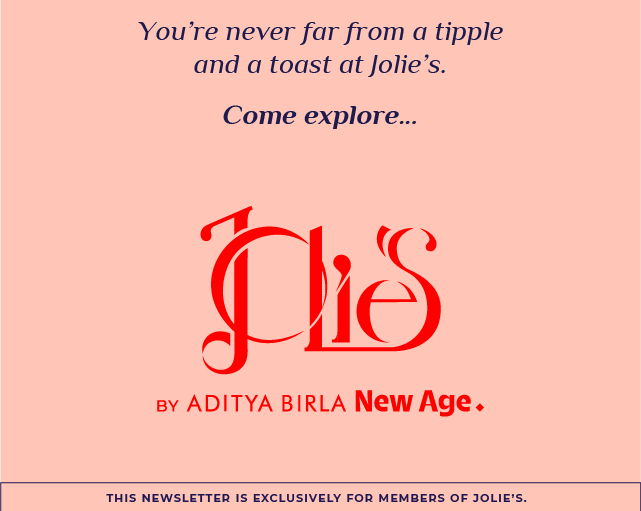 You're never far from a tipple
and a toast at Jolie's.
Come explore...
JOLie'S
BY ADITYA BIRLA New Age.
THIS NEWSLETTER IS EXCLUSIVELY FOR MEMBERS OF JOLIE'S.